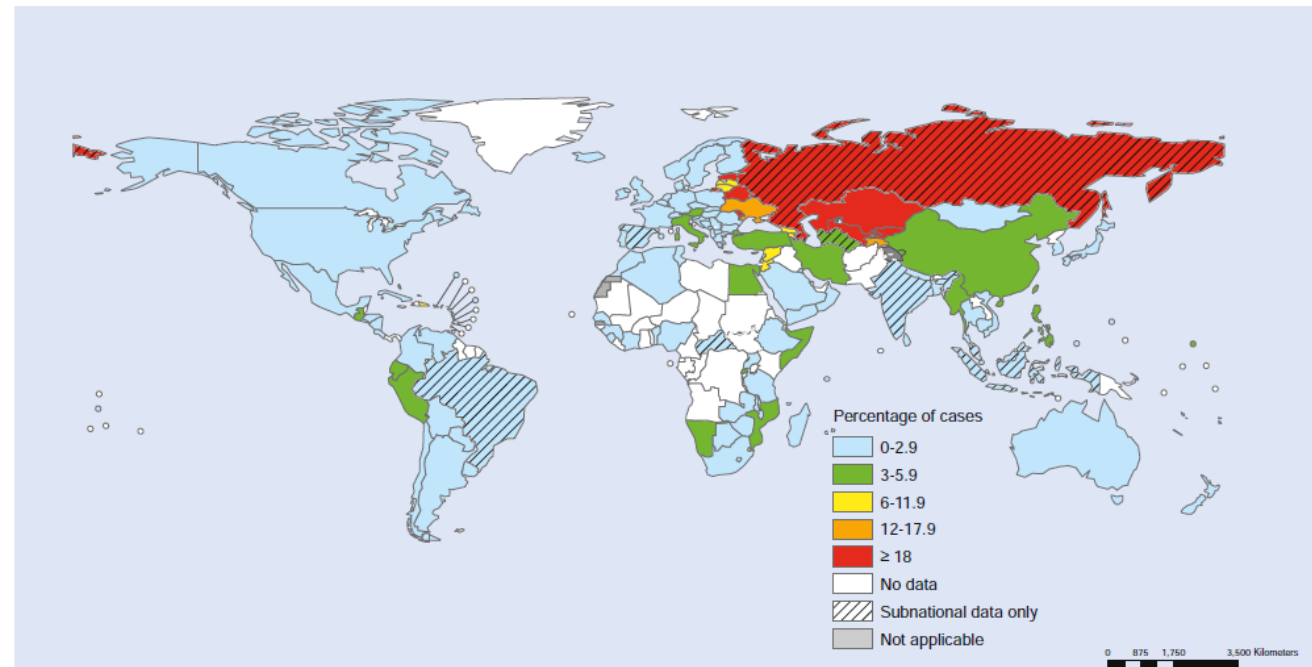 Percentage of cases
0-2.9
3-5.9
6-11.9
12-17.9
≥ 18
No data
Subnational data only
Not applicable
0 875 1,750 3,500 Kilometers